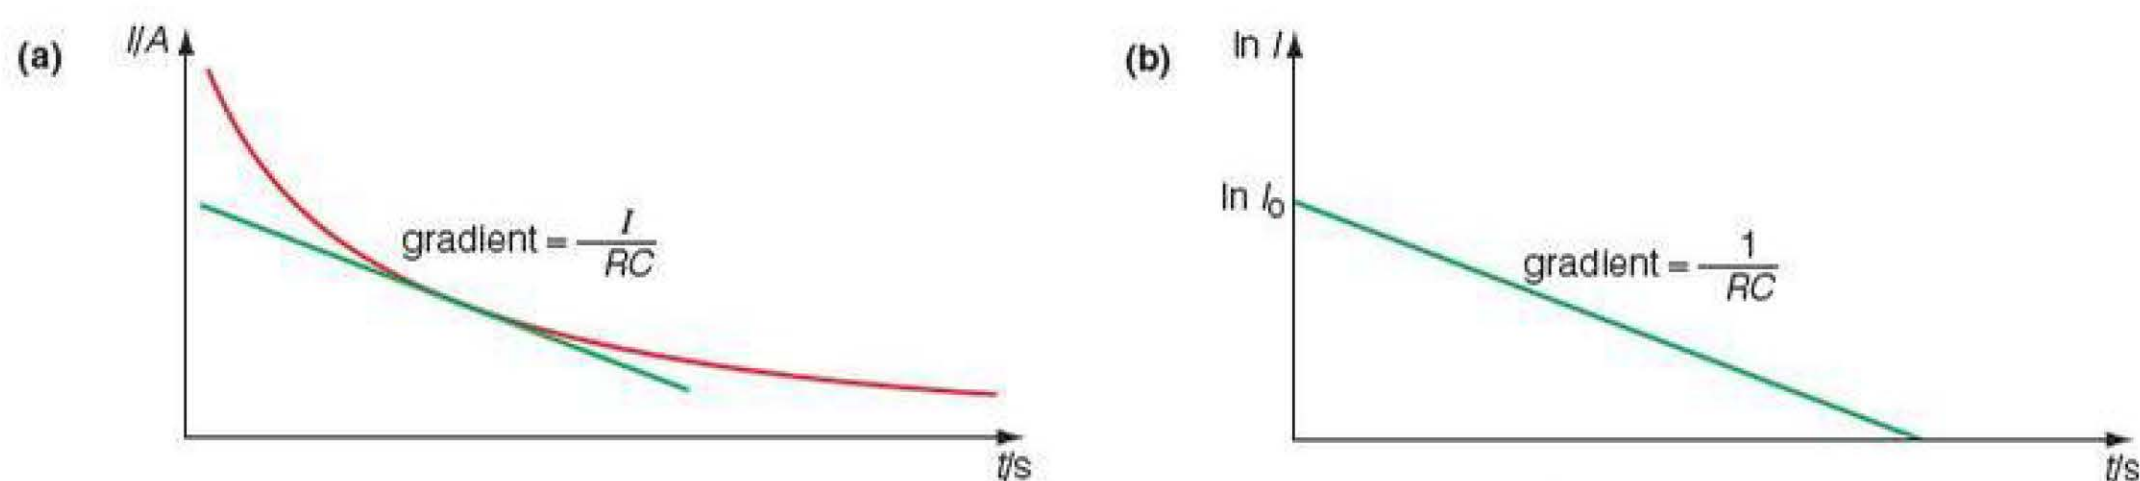 (a)
I/A
gradient = I/RC
t/s
(b)
ln I
ln I₀
gradient = 1/RC
t/s